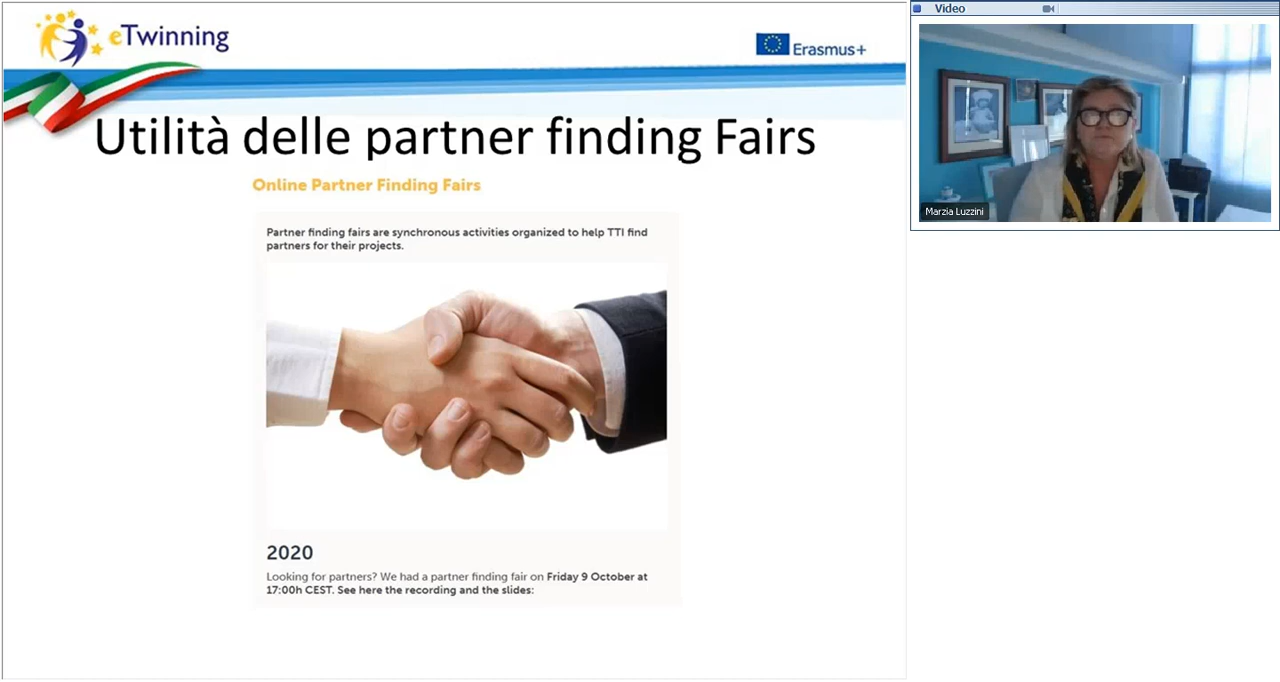 eTwinning
Erasmus+
Utilità delle partner finding Fairs
Online Partner Finding Fairs
Partner finding fairs are synchronous activities organized to help TTI find
partners for their projects.
2020
Looking for partners? We had a partner finding fair on Friday 9 October at
17:00h CEST. See here the recording and the slides:
Video
Marzia Luzzini